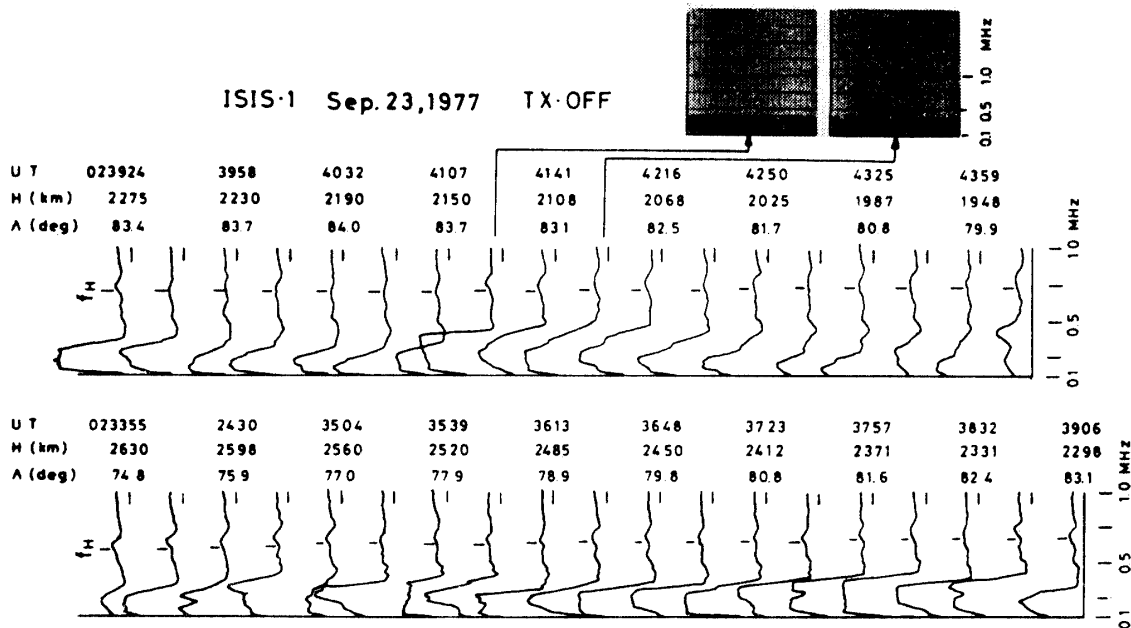 MHz
1.0
0.5
0.1
ISIS·1 Sep. 23,1977 TX·OFF
UT 023924 3958 4032 4107 4141 4216 4250 4325 4359
H (km) 2275 2230 2190 2150 2108 2068 2025 1987 1948
Λ (deg) 83.4 83.7 84.0 83.7 83.1 82.5 81.7 80.8 79.9
MHz
1.0
fH
0.5
0.1
UT 023355 2430 3504 3539 3613 3648 3723 3757 3832 3906
H (km) 2630 2598 2560 2520 2485 2450 2412 2371 2331 2298
Λ (deg) 74.8 75.9 77.0 77.9 78.9 79.8 80.8 81.6 82.4 83.1
MHz
1.0
fH
0.5
0.1